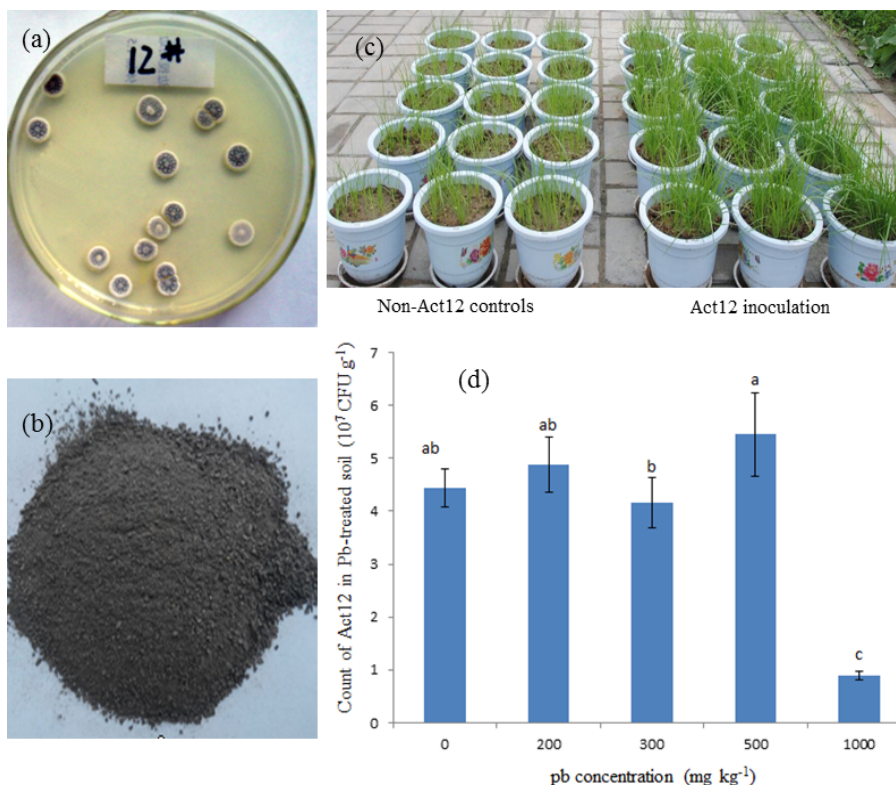 (a)
12#
(c)
Non-Act12 controls
Act12 inoculation
(b)
(d)
Count of Act12 in Pb-treated soil (10⁷ CFU g⁻¹)
7
6
5
4
3
2
1
0
ab
ab
b
a
c
0 200 300 500 1000
pb concentration (mg kg⁻¹)